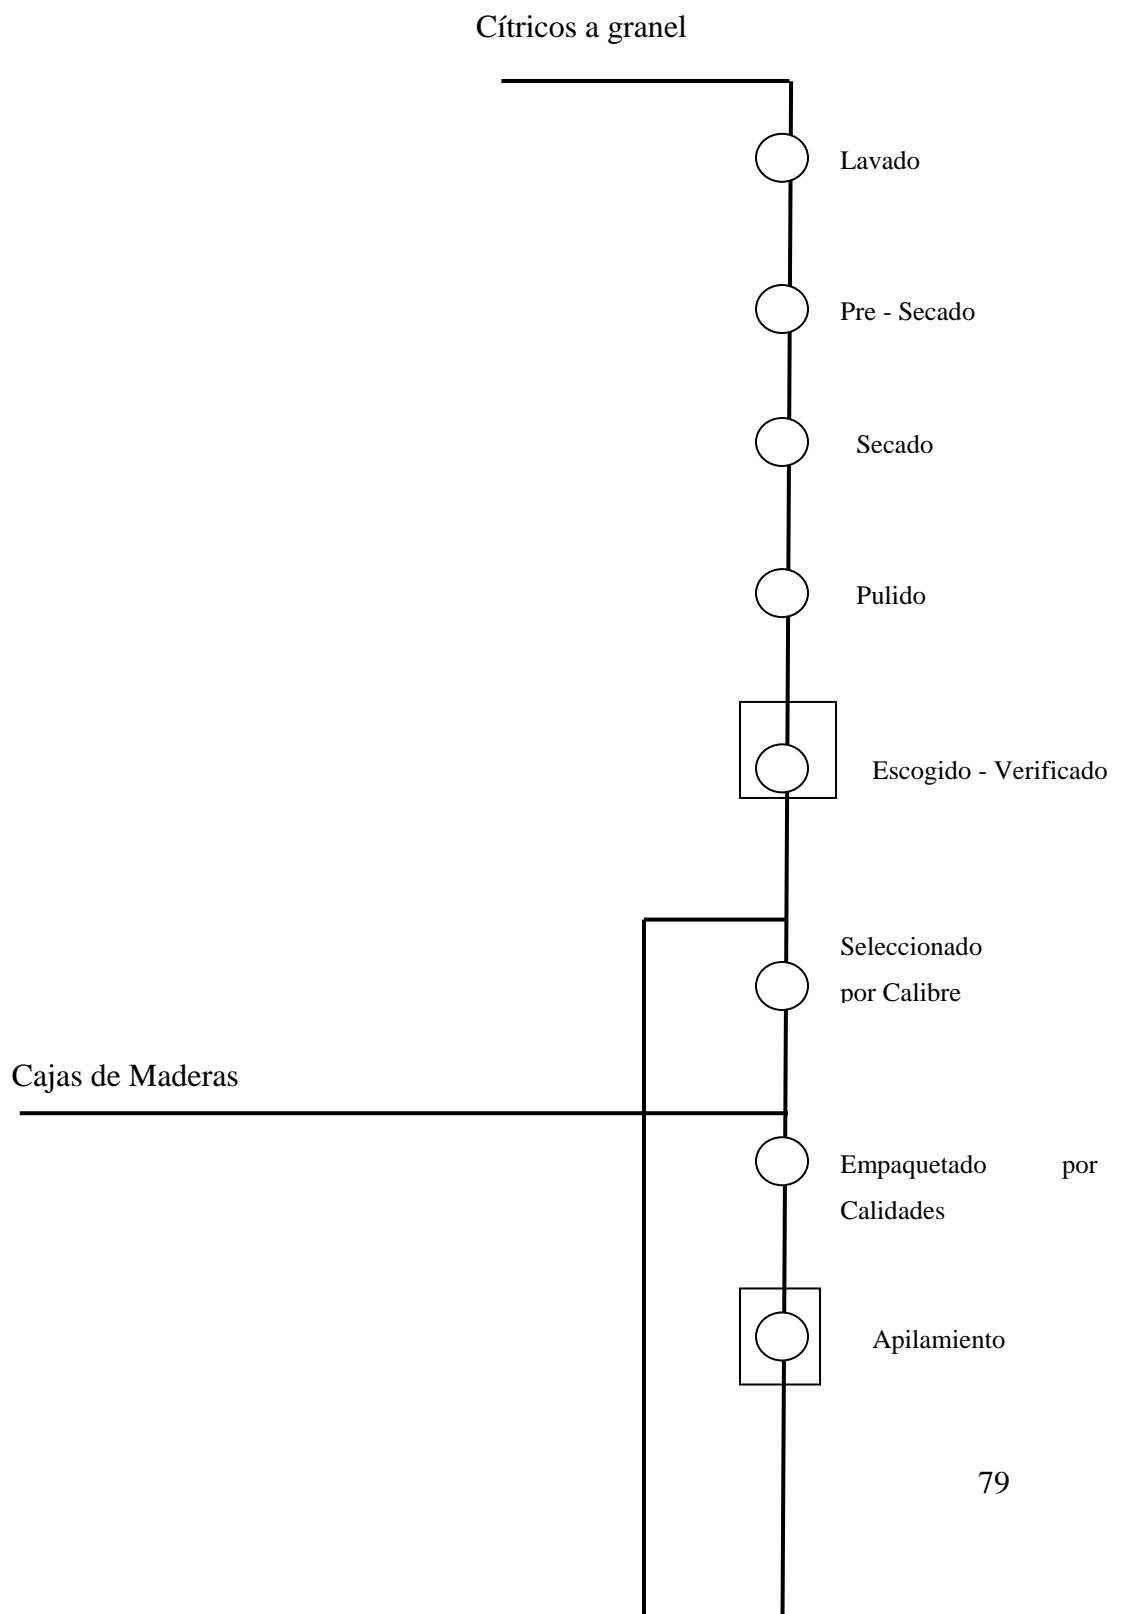 Cítricos a granel
Lavado
Pre - Secado
Secado
Pulido
Escogido - Verificado
Seleccionado
por Calibre
Cajas de Maderas
Empaquetado por
Calidades
Apilamiento
79